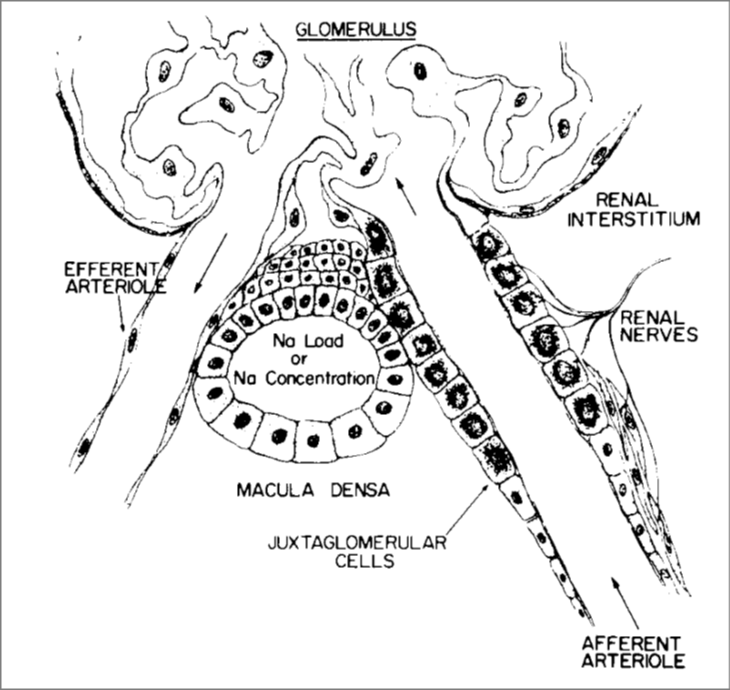 GLOMERULUS
RENAL
INTERSTITIUM
EFFERENT
ARTERIOLE
RENAL
NERVES
Na Load
or
Na Concentration
MACULA DENSA
JUXTAGLOMERULAR
CELLS
AFFERENT
ARTERIOLE